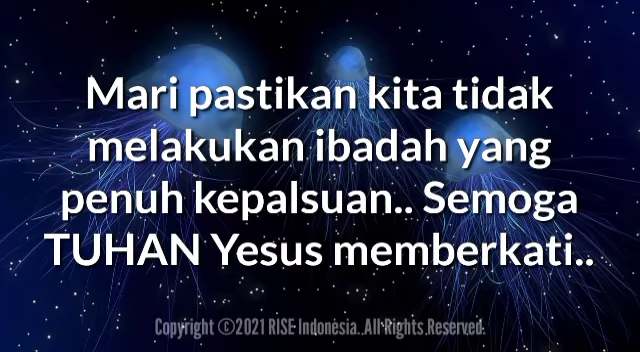 Mari pastikan kita tidak
melakukan ibadah yang
penuh kepalsuan.. Semoga
TUHAN Yesus memberkati..
Copyright ©2021 RISE Indonesia. All Rights Reserved.